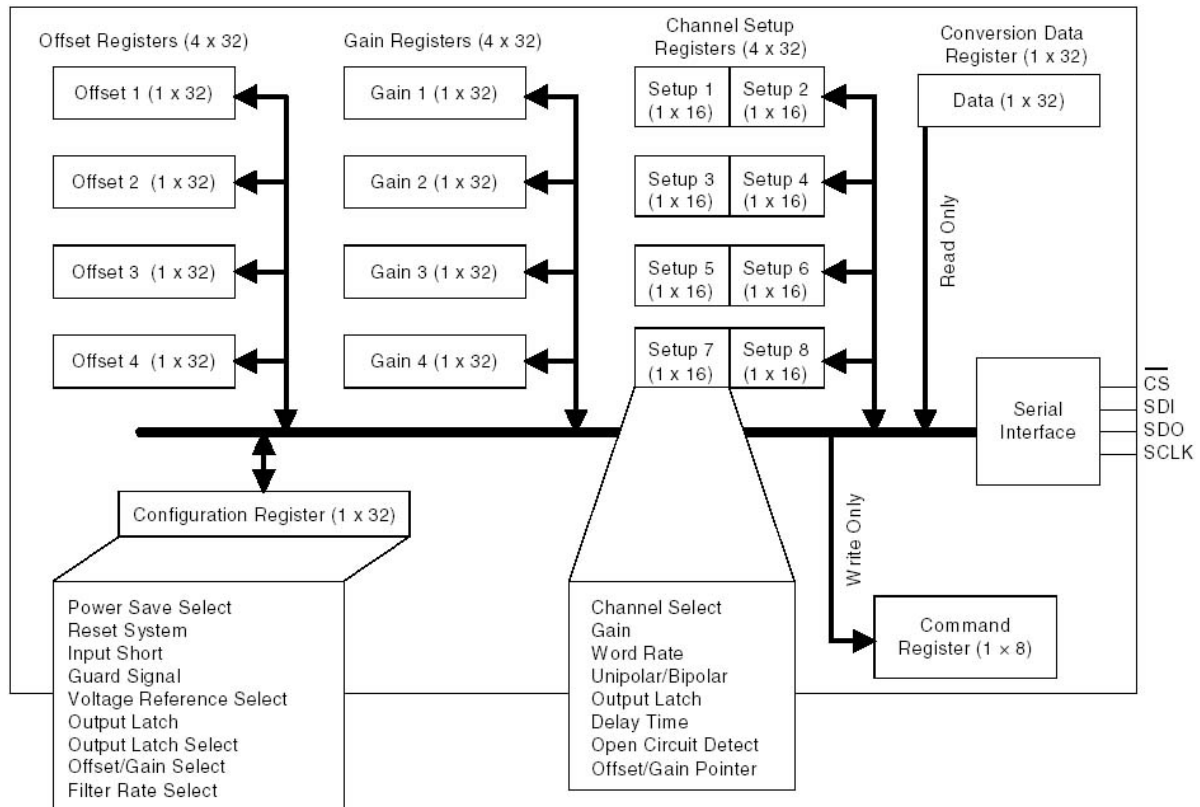 Offset Registers (4 x 32)
Offset 1 (1 x 32)
Offset 2 (1 x 32)
Offset 3 (1 x 32)
Offset 4 (1 x 32)
Gain Registers (4 x 32)
Gain 1 (1 x 32)
Gain 2 (1 x 32)
Gain 3 (1 x 32)
Gain 4 (1 x 32)
Channel Setup
Registers (4 x 32)
Setup 1
(1 x 16)
Setup 2
(1 x 16)
Setup 3
(1 x 16)
Setup 4
(1 x 16)
Setup 5
(1 x 16)
Setup 6
(1 x 16)
Setup 7
(1 x 16)
Setup 8
(1 x 16)
Conversion Data
Register (1 x 32)
Data (1 x 32)
Read Only
Serial
Interface
CS
SDI
SDO
SCLK
Configuration Register (1 x 32)
Power Save Select
Reset System
Input Short
Guard Signal
Voltage Reference Select
Output Latch
Output Latch Select
Offset/Gain Select
Filter Rate Select
Channel Select
Gain
Word Rate
Unipolar/Bipolar
Output Latch
Delay Time
Open Circuit Detect
Offset/Gain Pointer
Write Only
Command
Register (1 × 8)